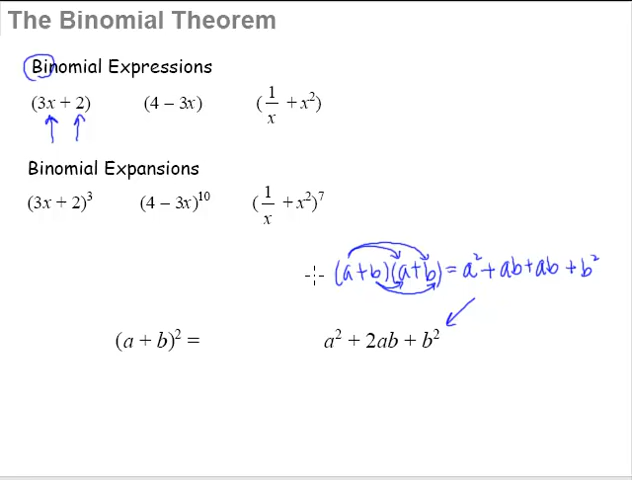 The Binomial Theorem
Binomial Expressions
(3x + 2) (4 – 3x) (1/x + x²)
Binomial Expansions
(3x + 2)³ (4 – 3x)¹⁰ (1/x + x²)⁷
(a+b)(a+b) = a² + ab + ab + b²
(a + b)² = a² + 2ab + b²